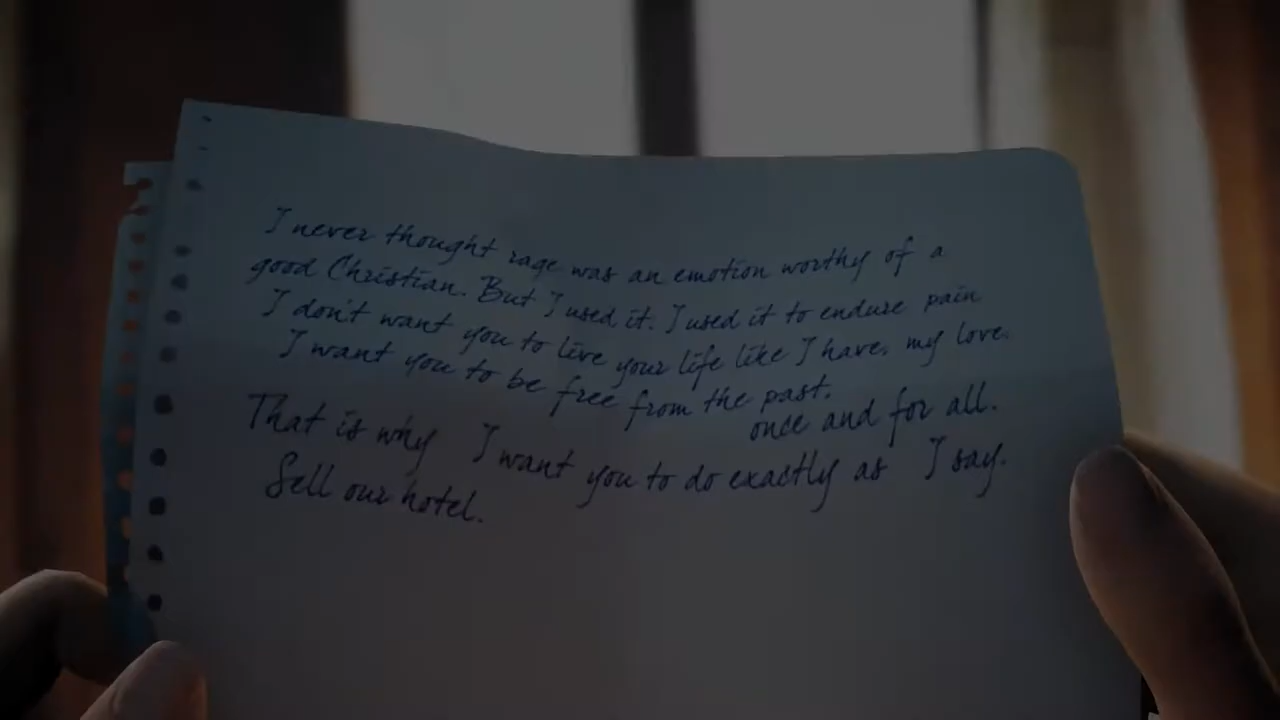 I never thought rage was an emotion worthy of a
good Christian. But I used it. I used it to endure pain
I don't want you to live your life like I have, my love.
I want you to be free from the past.
once and for all.
That is why I want you to do exactly as I say.
Sell our hotel.